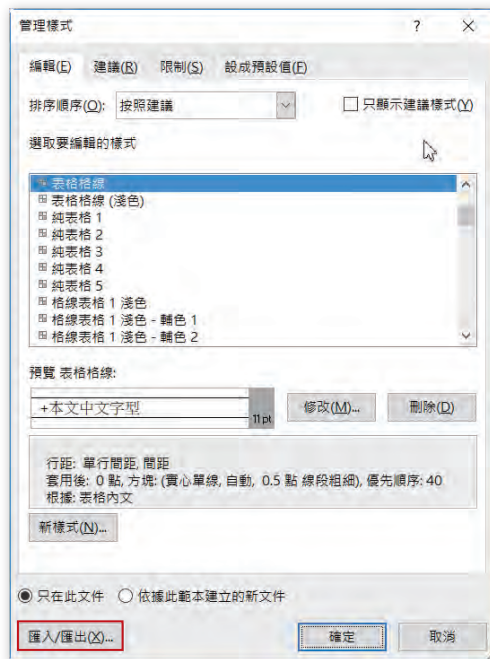 管理樣式 ? ×
編輯(E) 建議(R) 限制(S) 設成預設值(F)
排序順序(O): 按照建議 只顯示建議樣式(Y)
選取要編輯的樣式
表格格線
表格格線 (淺色)
純表格 1
純表格 2
純表格 3
純表格 4
純表格 5
格線表格 1 淺色
格線表格 1 淺色 - 輔色 1
格線表格 1 淺色 - 輔色 2
預覽 表格格線:
+本文中文字型 11 pt 修改(M)... 刪除(D)
行距: 單行間距, 間距
套用後: 0 點, 方塊: (實心單線, 自動, 0.5 點 線段粗細), 優先順序: 40
根據: 表格內文
新樣式(N)...
只在此文件 依據此範本建立的新文件
匯入/匯出(X)... 確定 取消